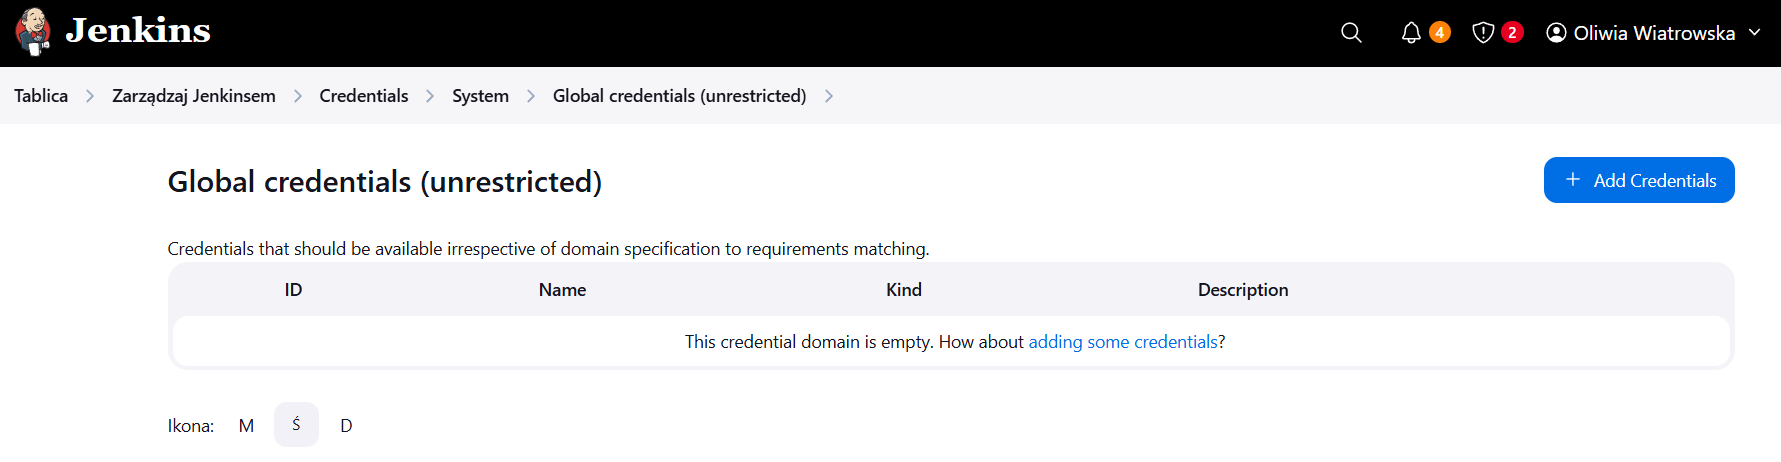 Jenkins
4 2 Oliwia Wiatrowska
Tablica Zarządzaj Jenkinsem Credentials System Global credentials (unrestricted)
Global credentials (unrestricted)
+ Add Credentials
Credentials that should be available irrespective of domain specification to requirements matching.
ID Name Kind Description
This credential domain is empty. How about adding some credentials?
Ikona: M Ś D